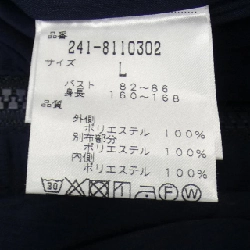 品番
241-8110302
サイズ
L
バスト 82~86
身長 160~168
品質
外側
ポリエステル 100%
別布部分
ポリエステル 100%
内側
ポリエステル 100%
30 F W